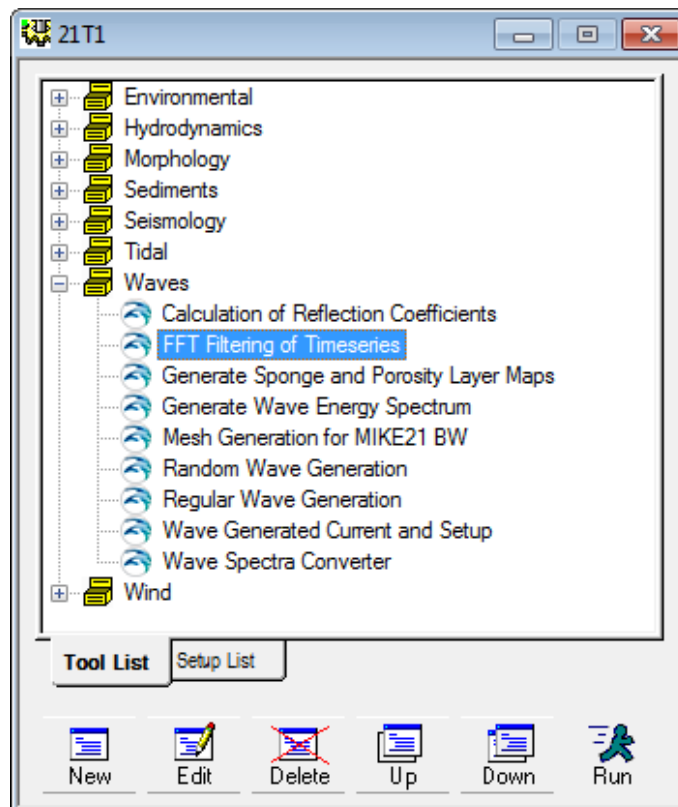 21T1
Environmental
Hydrodynamics
Morphology
Sediments
Seismology
Tidal
Waves
Calculation of Reflection Coefficients
FFT Filtering of Timeseries
Generate Sponge and Porosity Layer Maps
Generate Wave Energy Spectrum
Mesh Generation for MIKE21 BW
Random Wave Generation
Regular Wave Generation
Wave Generated Current and Setup
Wave Spectra Converter
Wind
Tool List Setup List
New Edit Delete Up Down Run